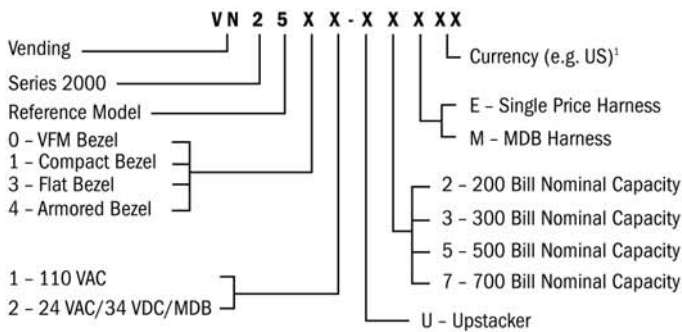 VN25XX-XXXXX
Vending
Series 2000
Reference Model
0 – VFM Bezel
1 – Compact Bezel
3 – Flat Bezel
4 – Armored Bezel
1 – 110 VAC
2 – 24 VAC/34 VDC/MDB
Currency (e.g. US)¹
E – Single Price Harness
M – MDB Harness
2 – 200 Bill Nominal Capacity
3 – 300 Bill Nominal Capacity
5 – 500 Bill Nominal Capacity
7 – 700 Bill Nominal Capacity
U – Upstacker